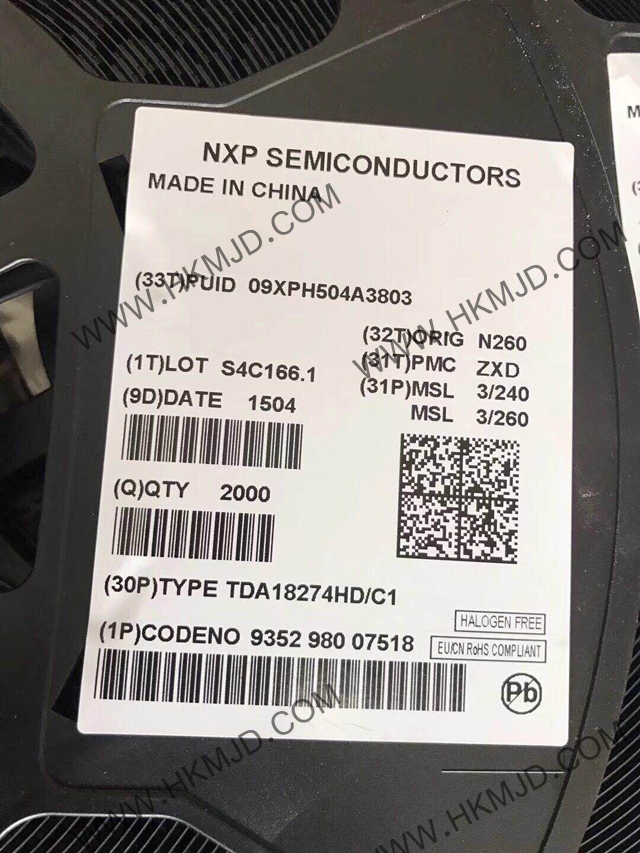 NXP SEMICONDUCTORS
MADE IN CHINA
(33T)PUID 09XPH504A3803
(32T)ORIG N260
(1T)LOT S4C166.1
(31T)PMC ZXD
(9D)DATE 1504
(31P)MSL 3/240
MSL 3/260
(Q)QTY 2000
(30P)TYPE TDA18274HD/C1
HALOGEN FREE
(1P)CODENO 9352 980 07518
EU/CN RoHS COMPLIANT
Pb
WWW.HKMJD.COM
WWW.HKMJD.COM
WWW.HKMJD.COM
WWW.HKMJD.COM